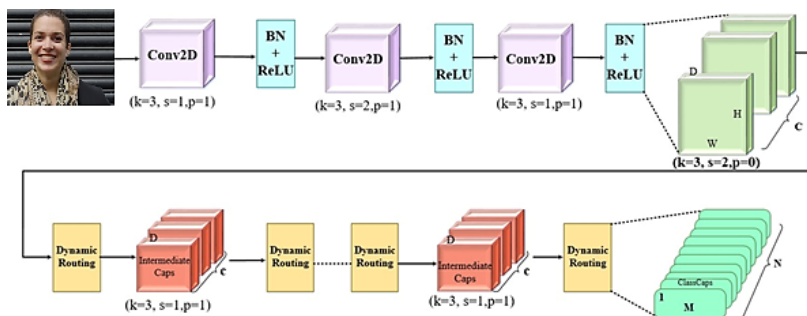 Conv2D
(k=3, s=1,p=1)
BN
+
ReLU
Conv2D
(k=3, s=2,p=1)
BN
+
ReLU
Conv2D
(k=3, s=1,p=1)
BN
+
ReLU
D
H
W
C
(k=3, s=2,p=0)
Dynamic
Routing
D
Intermediate
Caps
c
(k=3, s=1,p=1)
Dynamic
Routing
Dynamic
Routing
D
Intermediate
Caps
c
(k=3, s=1,p=1)
Dynamic
Routing
N
ClassCaps
1
M